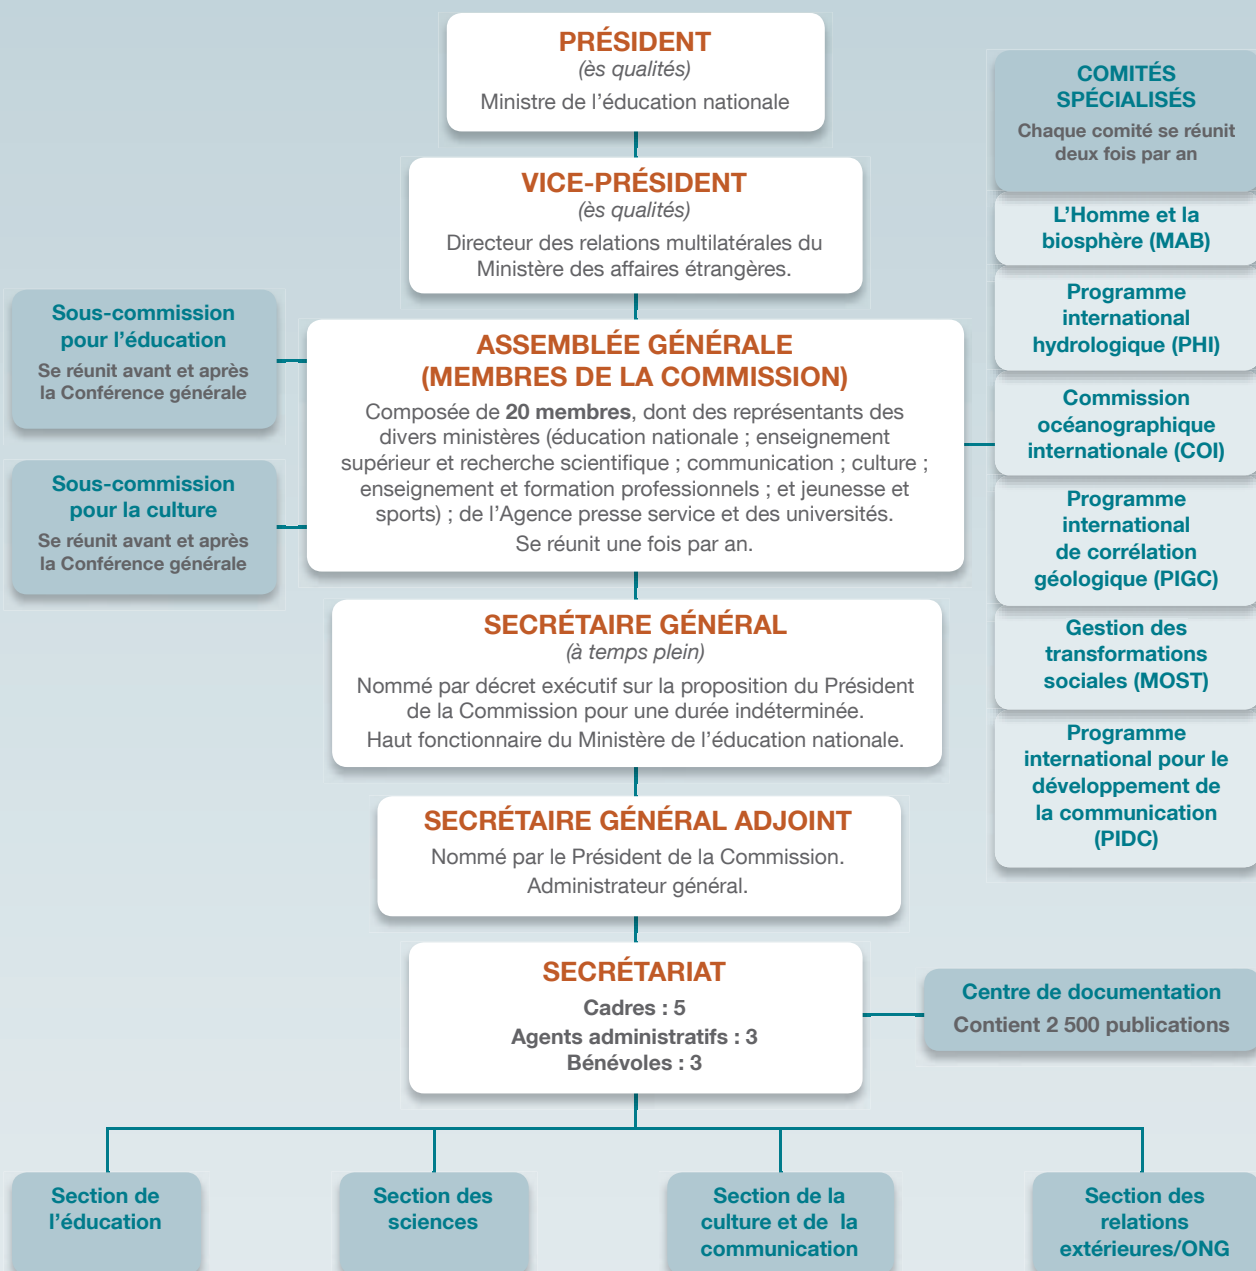 PRÉSIDENT
(ès qualités)
Ministre de l’éducation nationale
VICE-PRÉSIDENT
(ès qualités)
Directeur des relations multilatérales du
Ministère des affaires étrangères.
ASSEMBLÉE GÉNÉRALE
(MEMBRES DE LA COMMISSION)
Composée de 20 membres, dont des représentants des
divers ministères (éducation nationale ; enseignement
supérieur et recherche scientifique ; communication ; culture ;
enseignement et formation professionnels ; et jeunesse et
sports) ; de l’Agence presse service et des universités.
Se réunit une fois par an.
Sous-commission
pour l’éducation
Se réunit avant et après
la Conférence générale
Sous-commission
pour la culture
Se réunit avant et après
la Conférence générale
COMITÉS
SPÉCIALISÉS
Chaque comité se réunit
deux fois par an
L’Homme et la
biosphère (MAB)
Programme
international
hydrologique (PHI)
Commission
océanographique
internationale (COI)
Programme
international
de corrélation
géologique (PIGC)
Gestion des
transformations
sociales (MOST)
Programme
international pour le
développement de
la communication
(PIDC)
SECRÉTAIRE GÉNÉRAL
(à temps plein)
Nommé par décret exécutif sur la proposition du Président
de la Commission pour une durée indéterminée.
Haut fonctionnaire du Ministère de l’éducation nationale.
SECRÉTAIRE GÉNÉRAL ADJOINT
Nommé par le Président de la Commission.
Administrateur général.
SECRÉTARIAT
Cadres : 5
Agents administratifs : 3
Bénévoles : 3
Centre de documentation
Contient 2 500 publications
Section de
l’éducation
Section des
sciences
Section de la
culture et de la
communication
Section des
relations
extérieures/ONG